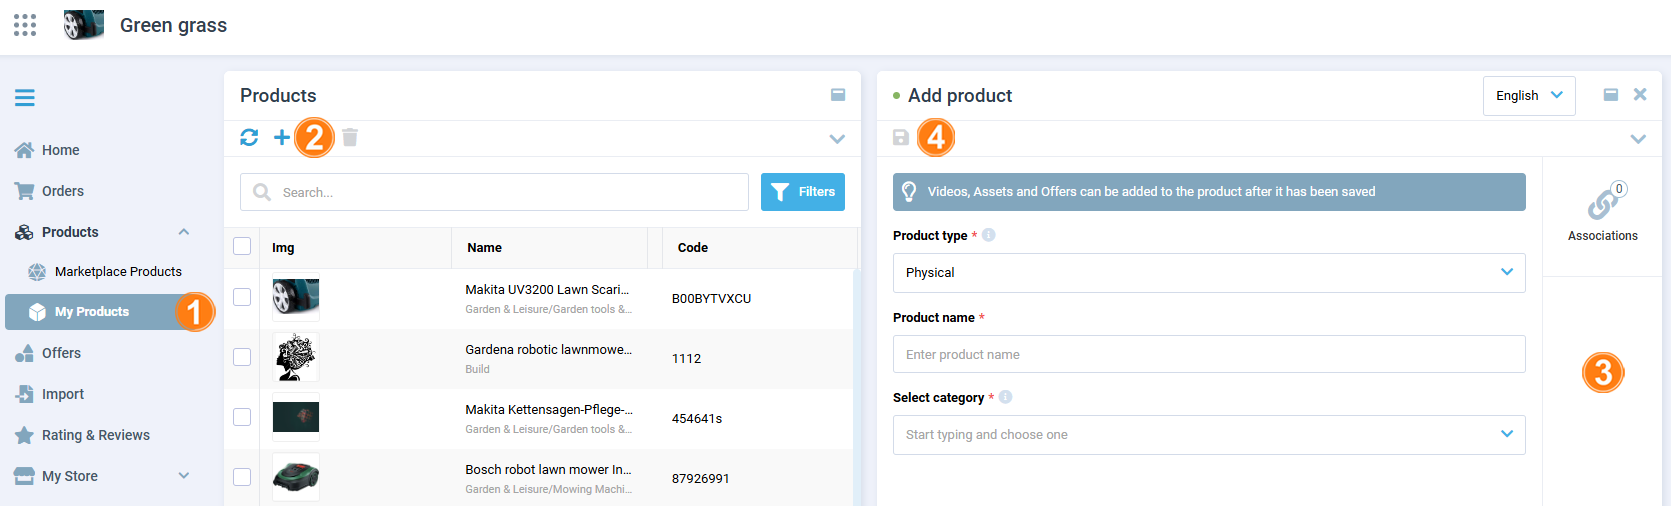 Green grass
Home
Orders
Products
Marketplace Products
My Products
1
Offers
Import
Rating & Reviews
My Store
Products
2
Search...
Filters
Img Name Code
Makita UV3200 Lawn Scari...
Garden & Leisure/Garden tools &...
B00BYTVXCU
Gardena robotic lawnmowe...
Build
1112
Makita Kettensagen-Pflege-...
Garden & Leisure/Garden tools &...
454641s
Bosch robot lawn mower In...
Garden & Leisure/Mowing Machi...
87926991
Add product
English
4
Videos, Assets and Offers can be added to the product after it has been saved
Product type *
Physical
Product name *
Enter product name
Select category *
Start typing and choose one
0
Associations
3